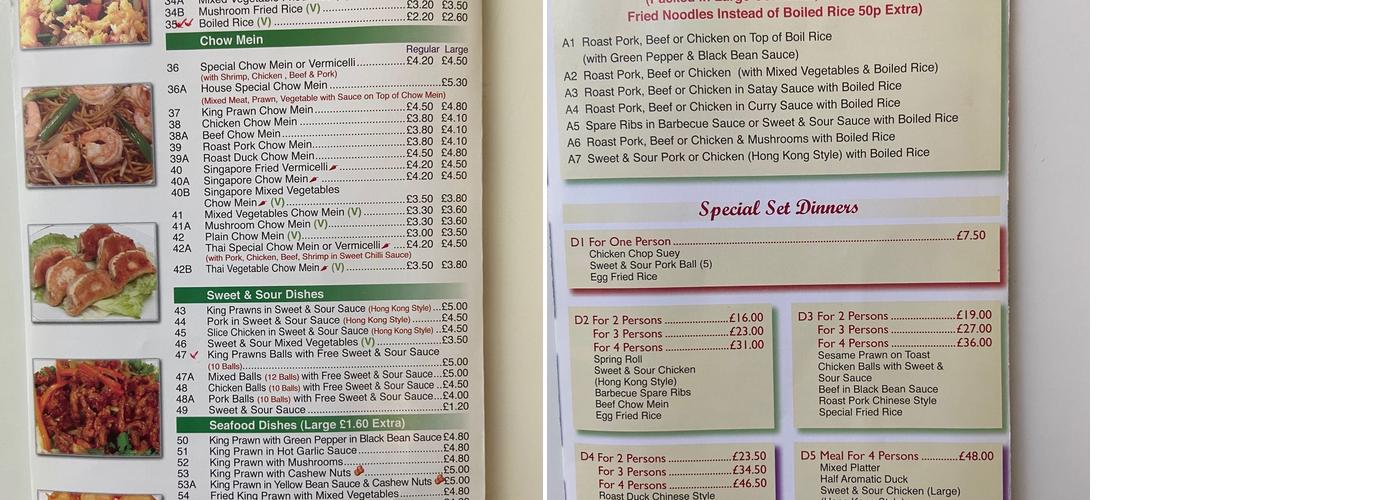 34A Mixed Vegetable £3.20 £3.50
34B Mushroom Fried Rice (V) £2.20 £2.60
35 Boiled Rice (V)
Chow Mein
Regular Large
36 Special Chow Mein or Vermicelli £4.20 £4.50
(with Shrimp, Chicken , Beef & Pork)
36A House Special Chow Mein £5.30
(Mixed Meat, Prawn, Vegetable with Sauce on Top of Chow Mein)
37 King Prawn Chow Mein £4.50 £4.80
38 Chicken Chow Mein £3.80 £4.10
38A Beef Chow Mein £3.80 £4.10
39 Roast Pork Chow Mein £3.80 £4.10
39A Roast Duck Chow Mein £4.50 £4.80
40 Singapore Fried Vermicelli £4.20 £4.50
40A Singapore Chow Mein £4.20 £4.50
40B Singapore Mixed Vegetables
Chow Mein (V) £3.50 £3.80
41 Mixed Vegetables Chow Mein (V) £3.30 £3.60
41A Mushroom Chow Mein (V) £3.30 £3.60
42 Plain Chow Mein (V) £3.00 £3.50
42A Thai Special Chow Mein or Vermicelli £4.20 £4.50
(with Pork, Chicken, Beef, Shrimp in Sweet Chilli Sauce)
42B Thai Vegetable Chow Mein (V) £3.50 £3.80
Sweet & Sour Dishes
43 King Prawns in Sweet & Sour Sauce (Hong Kong Style) £5.00
44 Pork in Sweet & Sour Sauce (Hong Kong Style) £4.50
45 Slice Chicken in Sweet & Sour Sauce (Hong Kong Style) £4.50
46 Sweet & Sour Mixed Vegetables (V) £3.50
47 King Prawns Balls with Free Sweet & Sour Sauce
(10 Balls) £5.00
47A Mixed Balls (12 Balls) with Free Sweet & Sour Sauce £5.00
48 Chicken Balls (10 Balls) with Free Sweet & Sour Sauce £4.50
48A Pork Balls (10 Balls) with Free Sweet & Sour Sauce £4.00
49 Sweet & Sour Sauce £1.20
Seafood Dishes (Large £1.60 Extra)
50 King Prawn with Green Pepper in Black Bean Sauce £4.80
51 King Prawn in Hot Garlic Sauce £4.80
52 King Prawn with Mushrooms £4.80
53 King Prawn with Cashew Nuts £5.00
53A King Prawn in Yellow Bean Sauce & Cashew Nuts £5.00
54 Fried King Prawn with Mixed Vegetables £4.80
Fried Noodles Instead of Boiled Rice 50p Extra)
A1 Roast Pork, Beef or Chicken on Top of Boil Rice
(with Green Pepper & Black Bean Sauce)
A2 Roast Pork, Beef or Chicken (with Mixed Vegetables & Boiled Rice)
A3 Roast Pork, Beef or Chicken in Satay Sauce with Boiled Rice
A4 Roast Pork, Beef or Chicken in Curry Sauce with Boiled Rice
A5 Spare Ribs in Barbecue Sauce or Sweet & Sour Sauce with Boiled Rice
A6 Roast Pork, Beef or Chicken & Mushrooms with Boiled Rice
A7 Sweet & Sour Pork or Chicken (Hong Kong Style) with Boiled Rice
Special Set Dinners
D1 For One Person £7.50
Chicken Chop Suey
Sweet & Sour Pork Ball (5)
Egg Fried Rice
D2 For 2 Persons £16.00
For 3 Persons £23.00
For 4 Persons £31.00
Spring Roll
Sweet & Sour Chicken
(Hong Kong Style)
Barbecue Spare Ribs
Beef Chow Mein
Egg Fried Rice
D3 For 2 Persons £19.00
For 3 Persons £27.00
For 4 Persons £36.00
Sesame Prawn on Toast
Chicken Balls with Sweet &
Sour Sauce
Beef in Black Bean Sauce
Roast Pork Chinese Style
Special Fried Rice
D4 For 2 Persons £23.50
For 3 Persons £34.50
For 4 Persons £46.50
Roast Duck Chinese Style
D5 Meal For 4 Persons £48.00
Mixed Platter
Half Aromatic Duck
Sweet & Sour Chicken (Large)